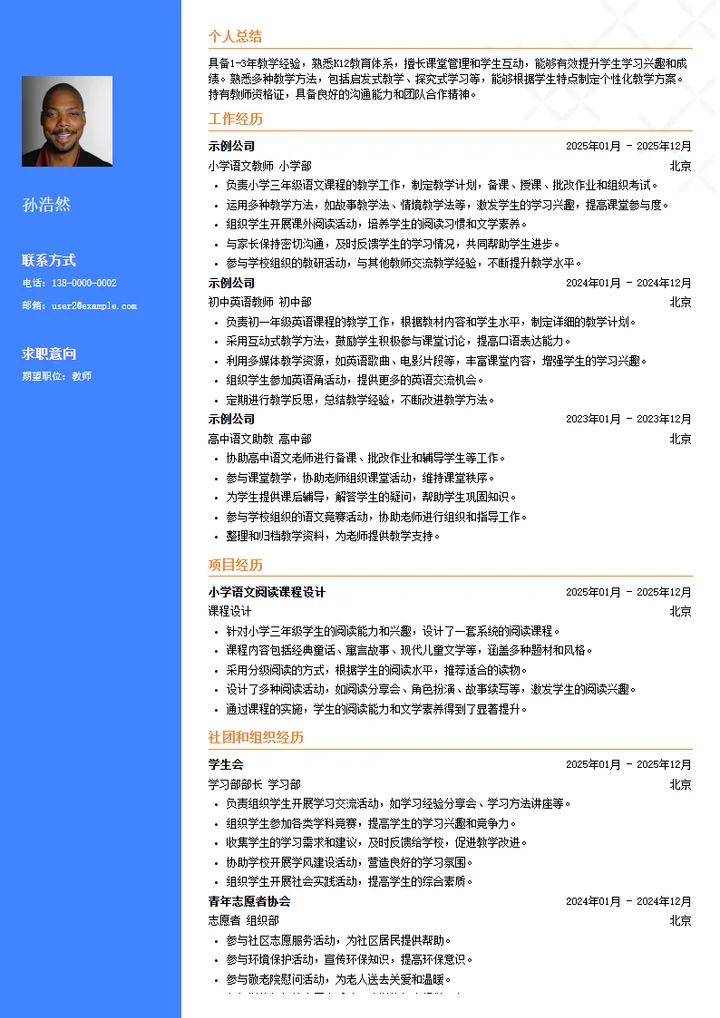 孙浩然
联系方式
电话：138-0000-0002
邮箱：user2@example.com
求职意向
期望职位：教师
个人总结
具备1-3年教学经验，熟悉K12教育体系，擅长课堂管理和学生互动，能够有效提升学生学习兴趣和成
绩。熟悉多种教学方法，包括启发式教学、探究式学习等，能够根据学生特点制定个性化教学方案。
持有教师资格证，具备良好的沟通能力和团队合作精神。
工作经历
示例公司 2025年01月 - 2025年12月
小学语文教师 小学部 北京
• 负责小学三年级语文课程的教学工作，制定教学计划，备课、授课、批改作业和组织考试。
• 运用多种教学方法，如故事教学法、情境教学法等，激发学生的学习兴趣，提高课堂参与度。
• 组织学生开展课外阅读活动，培养学生的阅读习惯和文学素养。
• 与家长保持密切沟通，及时反馈学生的学习情况，共同帮助学生进步。
• 参与学校组织的教研活动，与其他教师交流教学经验，不断提升教学水平。
示例公司 2024年01月 - 2024年12月
初中英语教师 初中部 北京
• 负责初一年级英语课程的教学工作，根据教材内容和学生水平，制定详细的教学计划。
• 采用互动式教学方法，鼓励学生积极参与课堂讨论，提高口语表达能力。
• 利用多媒体教学资源，如英语歌曲、电影片段等，丰富课堂内容，增强学生的学习兴趣。
• 组织学生参加英语角活动，提供更多的英语交流机会。
• 定期进行教学反思，总结教学经验，不断改进教学方法。
示例公司 2023年01月 - 2023年12月
高中语文助教 高中部 北京
• 协助高中语文老师进行备课、批改作业和辅导学生等工作。
• 参与课堂教学，协助老师组织课堂活动，维持课堂秩序。
• 为学生提供课后辅导，解答学生的疑问，帮助学生巩固知识。
• 参与学校组织的语文竞赛活动，协助老师进行组织和指导工作。
• 整理和归档教学资料，为老师提供教学支持。
项目经历
小学语文阅读课程设计 2025年01月 - 2025年12月
课程设计 北京
• 针对小学三年级学生的阅读能力和兴趣，设计了一套系统的阅读课程。
• 课程内容包括经典童话、寓言故事、现代儿童文学等，涵盖多种题材和风格。
• 采用分级阅读的方式，根据学生的阅读水平，推荐适合的读物。
• 设计了多种阅读活动，如阅读分享会、角色扮演、故事续写等，激发学生的阅读兴趣。
• 通过课程的实施，学生的阅读能力和文学素养得到了显著提升。
社团和组织经历
学生会 2025年01月 - 2025年12月
学习部部长 学习部 北京
• 负责组织学生开展学习交流活动，如学习经验分享会、学习方法讲座等。
• 组织学生参加各类学科竞赛，提高学生的学习兴趣和竞争力。
• 收集学生的学习需求和建议，及时反馈给学校，促进教学改进。
• 协助学校开展学风建设活动，营造良好的学习氛围。
• 组织学生开展社会实践活动，提高学生的综合素质。
青年志愿者协会 2024年01月 - 2024年12月
志愿者 组织部 北京
• 参与社区志愿服务活动，为社区居民提供帮助。
• 参与环境保护活动，宣传环保知识，提高环保意识。
• 参与敬老院慰问活动，为老人送去关爱和温暖。